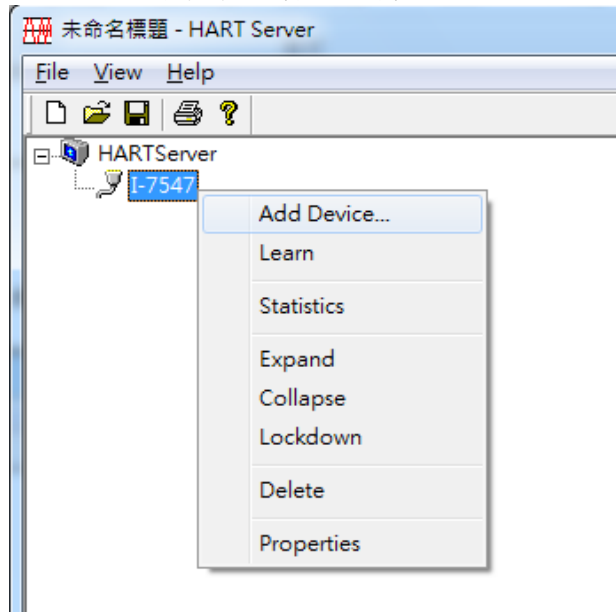 未命名標題 - HART Server
File View Help
HARTServer
I-7547
Add Device...
Learn
Statistics
Expand
Collapse
Lockdown
Delete
Properties